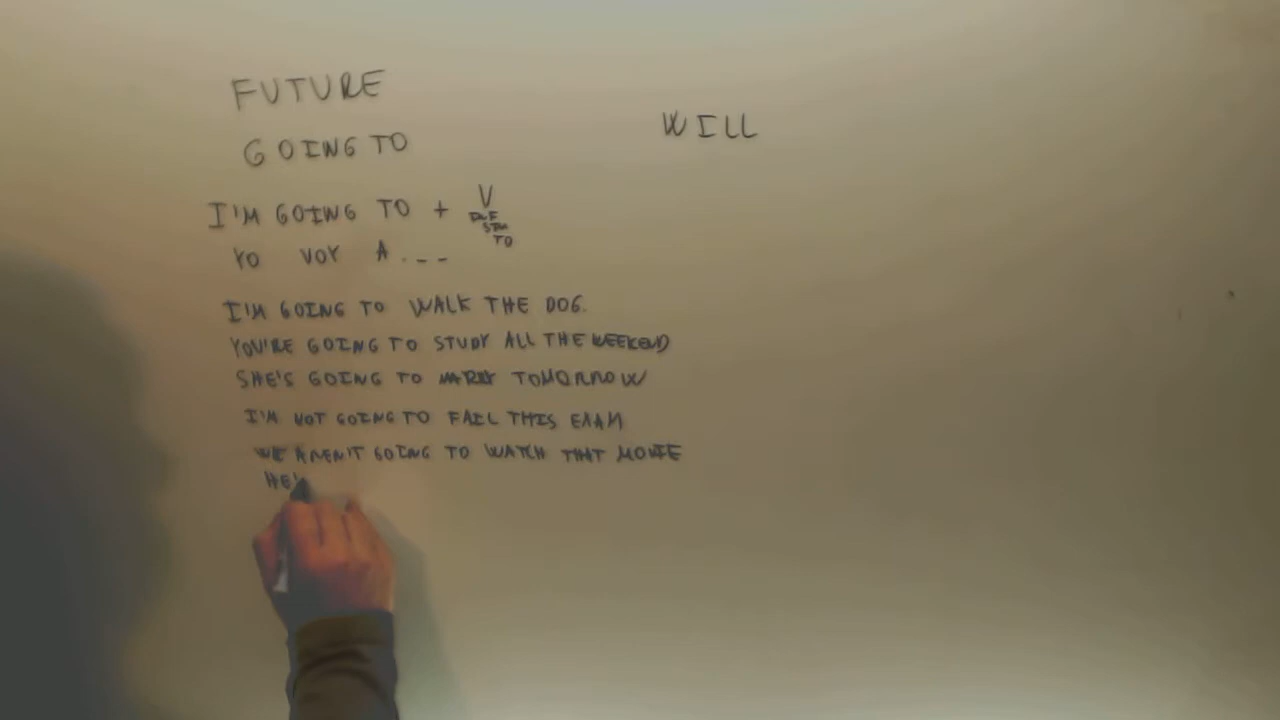 FUTURE
GOING TO
WILL
I'M GOING TO + V
TO
YO VOY A . _ _
I'M GOING TO WALK THE DOG.
YOU'RE GOING TO STUDY ALL THE WEEKEND
SHE'S GOING TO MARRY TOMORROW
I'M NOT GOING TO FAIL THIS EXAM
WE AREN'T GOING TO WATCH THAT MOVIE
HE'